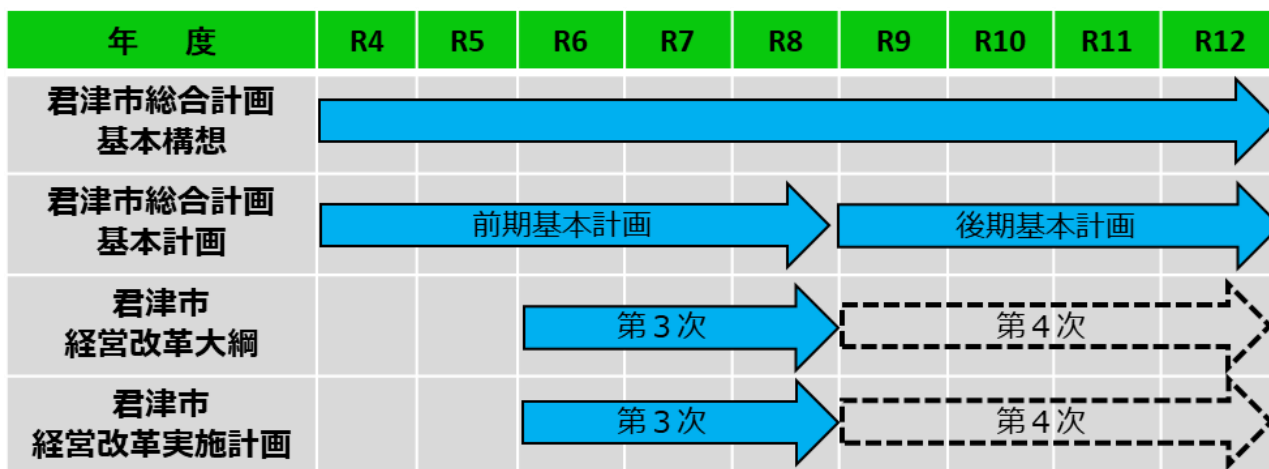 年 度 R4 R5 R6 R7 R8 R9 R10 R11 R12
君津市総合計画
基本構想
君津市総合計画
基本計画
前期基本計画 後期基本計画
君津市
経営改革大綱
第３次 第４次
君津市
経営改革実施計画
第３次 第４次